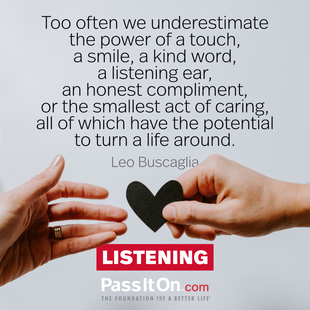 Too often we underestimate
the power of a touch,
a smile, a kind word,
a listening ear,
an honest compliment,
or the smallest act of caring,
all of which have the potential
to turn a life around.
Leo Buscaglia
LISTENING
PassItOn.com
THE FOUNDATION FOR A BETTER LIFE